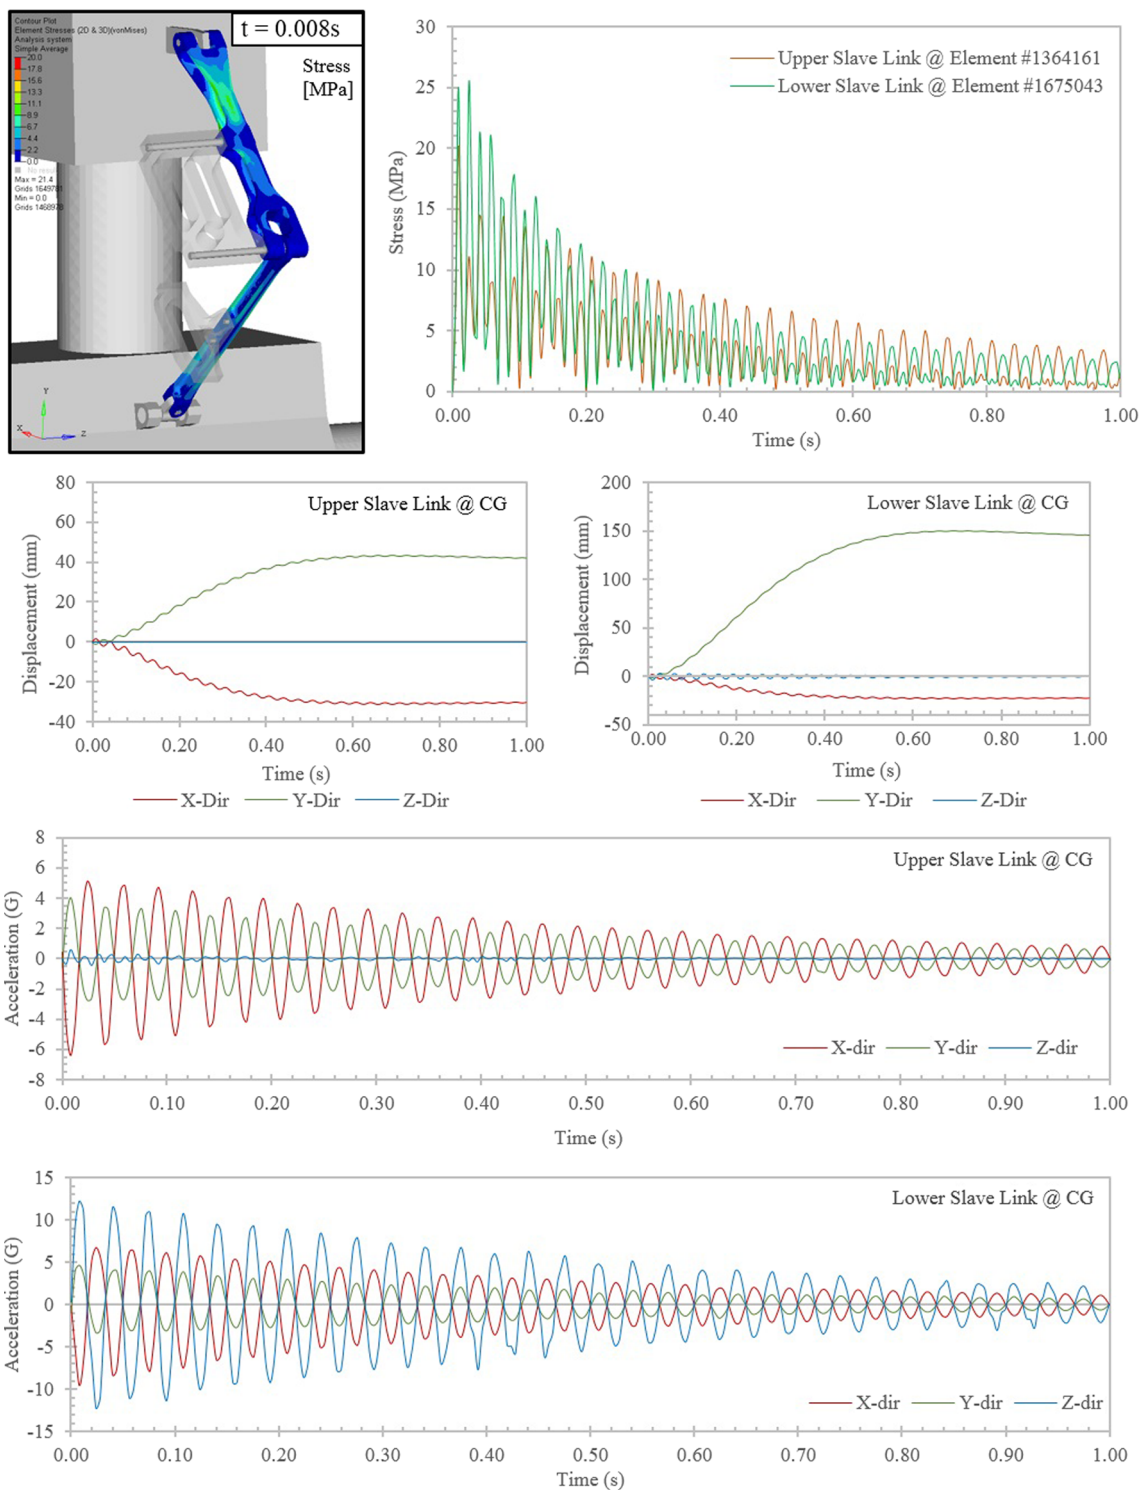 Contour Plot
Element Stresses (2D & 3D)(vonMises)
Analysis system
Simple Average
20.0
17.8
15.6
13.3
11.1
8.9
6.7
4.4
2.2
0.0
No result
Max = 21.4
Min = 0.0
t = 0.008s
Stress
[MPa]
Y
X
Z
30
25
20
15
10
5
0
Stress (MPa)
Upper Slave Link @ Element #1364161
Lower Slave Link @ Element #1675043
0.00 0.20 0.40 0.60 0.80 1.00
Time (s)
80
60
40
20
0
-20
-40
Displacement (mm)
Upper Slave Link @ CG
0.00 0.20 0.40 0.60 0.80 1.00
Time (s)
X-Dir Y-Dir Z-Dir
200
150
100
50
0
-50
Displacement (mm)
Lower Slave Link @ CG
0.00 0.20 0.40 0.60 0.80 1.00
Time (s)
X-Dir Y-Dir Z-Dir
8
6
4
2
0
-2
-4
-6
-8
Acceleration (G)
Upper Slave Link @ CG
X-dir Y-dir Z-dir
0.00 0.10 0.20 0.30 0.40 0.50 0.60 0.70 0.80 0.90 1.00
Time (s)
15
10
5
0
-5
-10
-15
Acceleration (G)
Lower Slave Link @ CG
X-dir Y-dir Z-dir
0.00 0.10 0.20 0.30 0.40 0.50 0.60 0.70 0.80 0.90 1.00
Time (s)